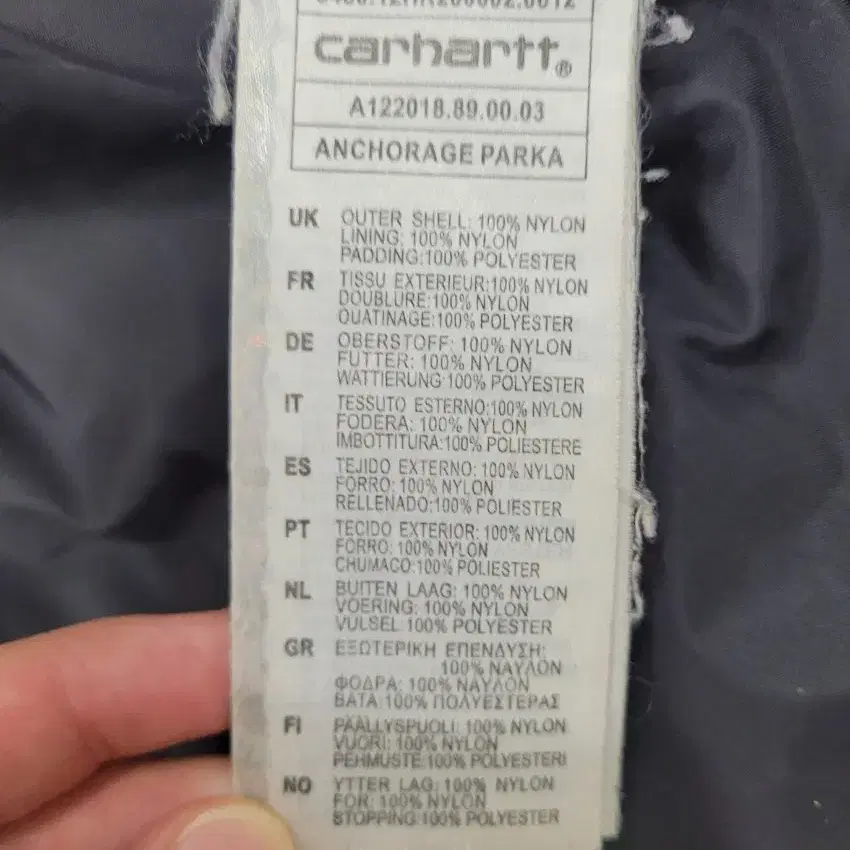 carhartt®
A122018.89.00.03
ANCHORAGE PARKA
UK OUTER SHELL: 100% NYLON
LINING: 100% NYLON
PADDING:100% POLYESTER
FR TISSU EXTERIEUR:100% NYLON
DOUBLURE:100% NYLON
OUATINAGE:100% POLYESTER
DE OBERSTOFF: 100% NYLON
FUTTER: 100% NYLON
WATTIERUNG:100% POLYESTER
IT TESSUTO ESTERNO:100% NYLON
FODERA: 100% NYLON
IMBOTTITURA:100% POLIESTERE
ES TEJIDO EXTERNO: 100% NYLON
FORRO: 100% NYLON
RELLENADO:100% POLIESTER
PT TECIDO EXTERIOR: 100% NYLON
FORRO: 100% NYLON
CHUMACO:100% POLIESTER
NL BUITEN LAAG: 100% NYLON
VOERING: 100% NYLON
VULSEL:100% POLYESTER
GR ΕΞΩΤΕΡΙΚΗ ΕΠΕΝΔΥΣΗ:
100% ΝΑΥΛΟΝ
ΦΟΔΡΑ: 100% ΝΑΥΛΟΝ
ΒΑΤΑ:100% ΠΟΛΥΕΣΤΕΡΑΣ
FI PÄÄLLYSPUOLI: 100% NYLON
VUORI: 100% NYLON
PEHMUSTE:100% POLYESTERI
NO YTTER LAG: 100% NYLON
FOR: 100% NYLON
STOPPING:100% POLYESTER